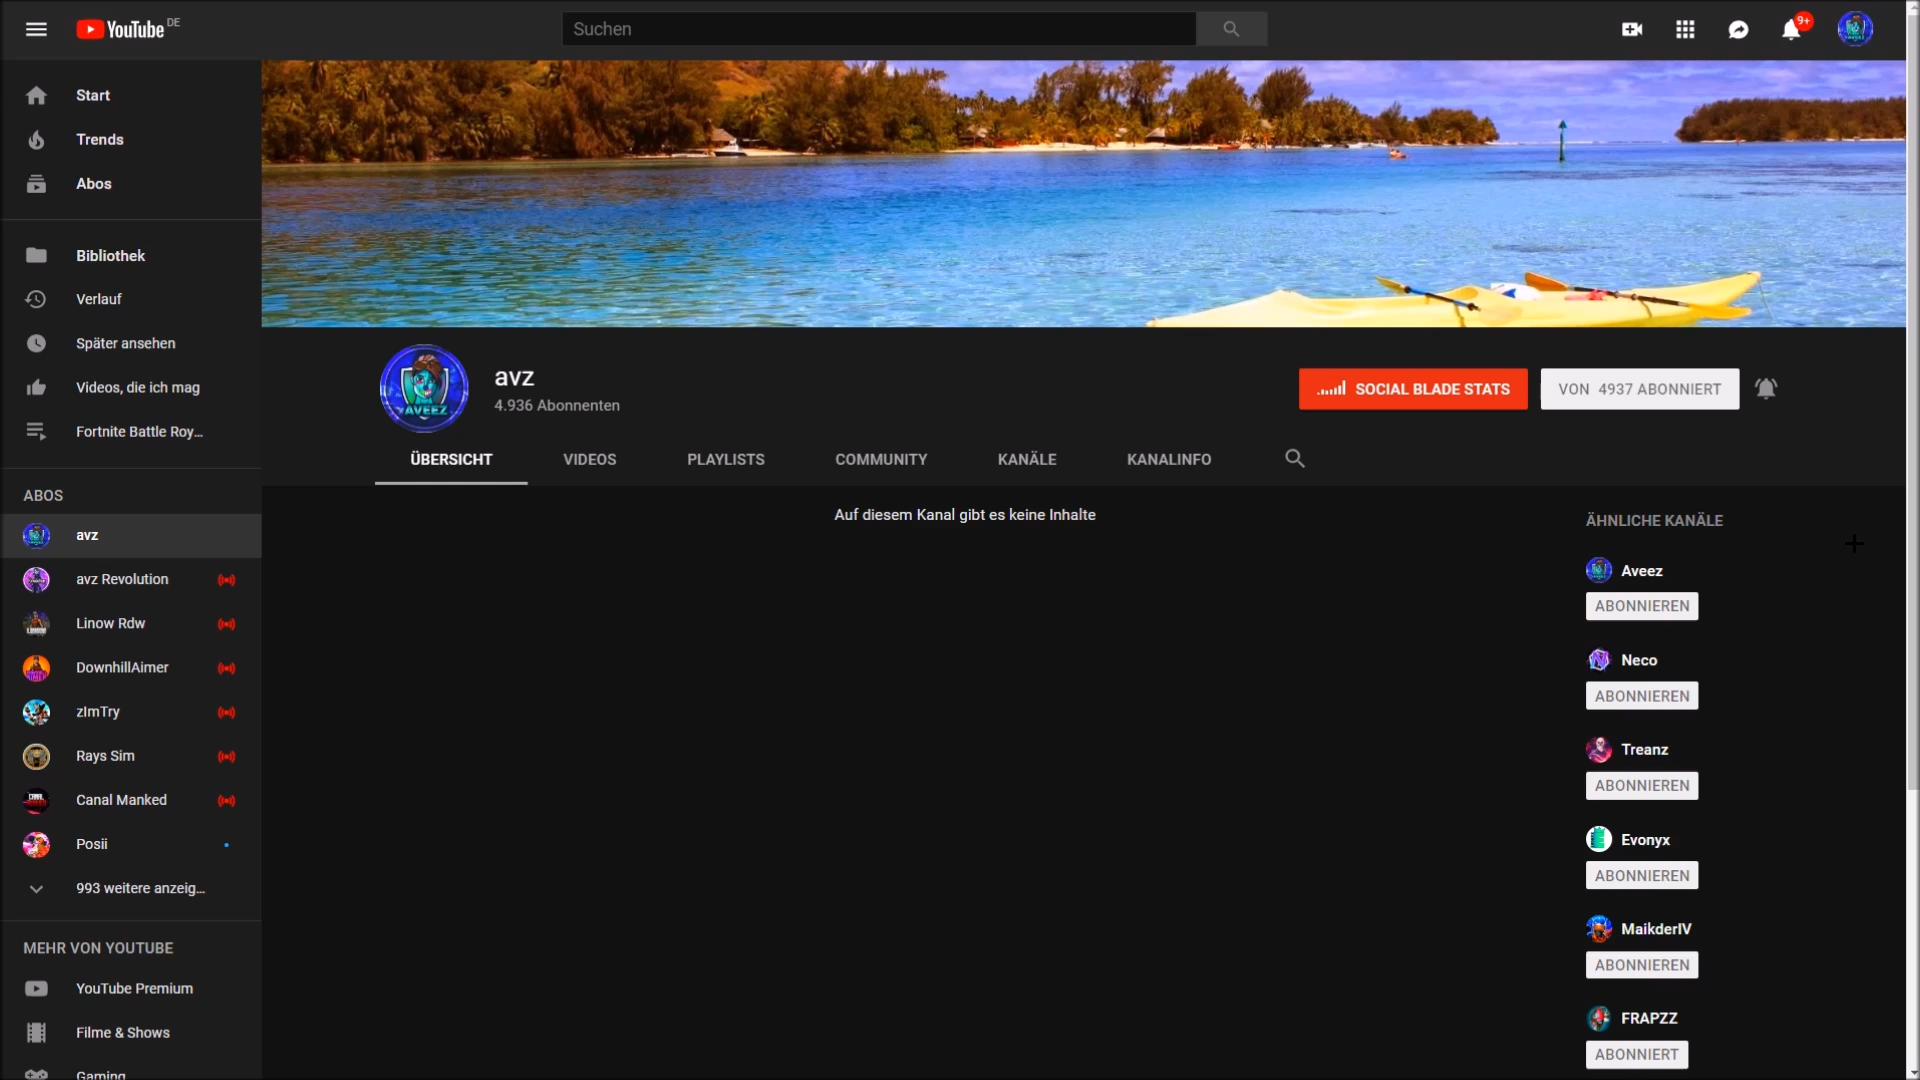 YouTube DE
Suchen
9+
Start
Trends
Abos
Bibliothek
Verlauf
Später ansehen
Videos, die ich mag
Fortnite Battle Roy...
ABOS
avz
avz Revolution
Linow Rdw
DownhillAimer
zImTry
Rays Sim
Canal Manked
Posii
993 weitere anzeig...
MEHR VON YOUTUBE
YouTube Premium
Filme & Shows
Gaming
AVEEZ
avz
4.936 Abonnenten
SOCIAL BLADE STATS
VON 4937 ABONNIERT
ÜBERSICHT
VIDEOS
PLAYLISTS
COMMUNITY
KANÄLE
KANALINFO
Auf diesem Kanal gibt es keine Inhalte
ÄHNLICHE KANÄLE
Aveez
ABONNIEREN
Neco
ABONNIEREN
Treanz
ABONNIEREN
Evonyx
ABONNIEREN
MaikderIV
ABONNIEREN
FRAPZZ
ABONNIERT